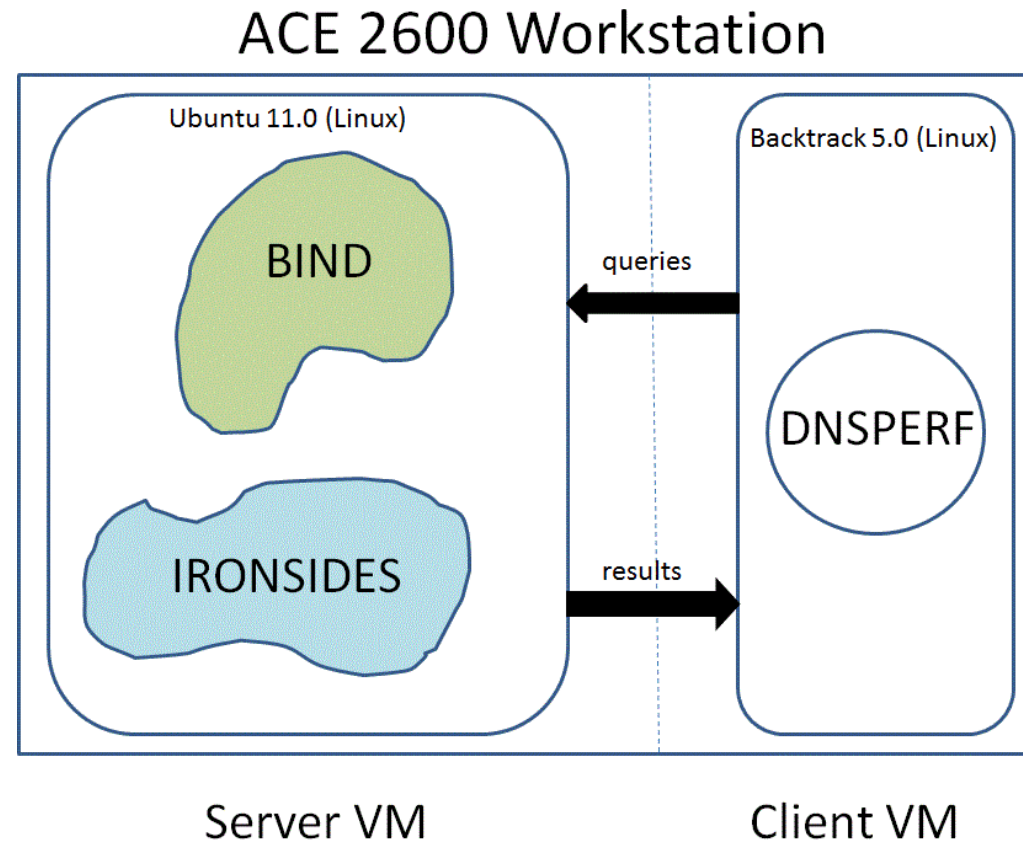 ACE 2600 Workstation
Ubuntu 11.0 (Linux)
Backtrack 5.0 (Linux)
BIND
queries
DNSPERF
IRONSIDES
results
Server VM
Client VM